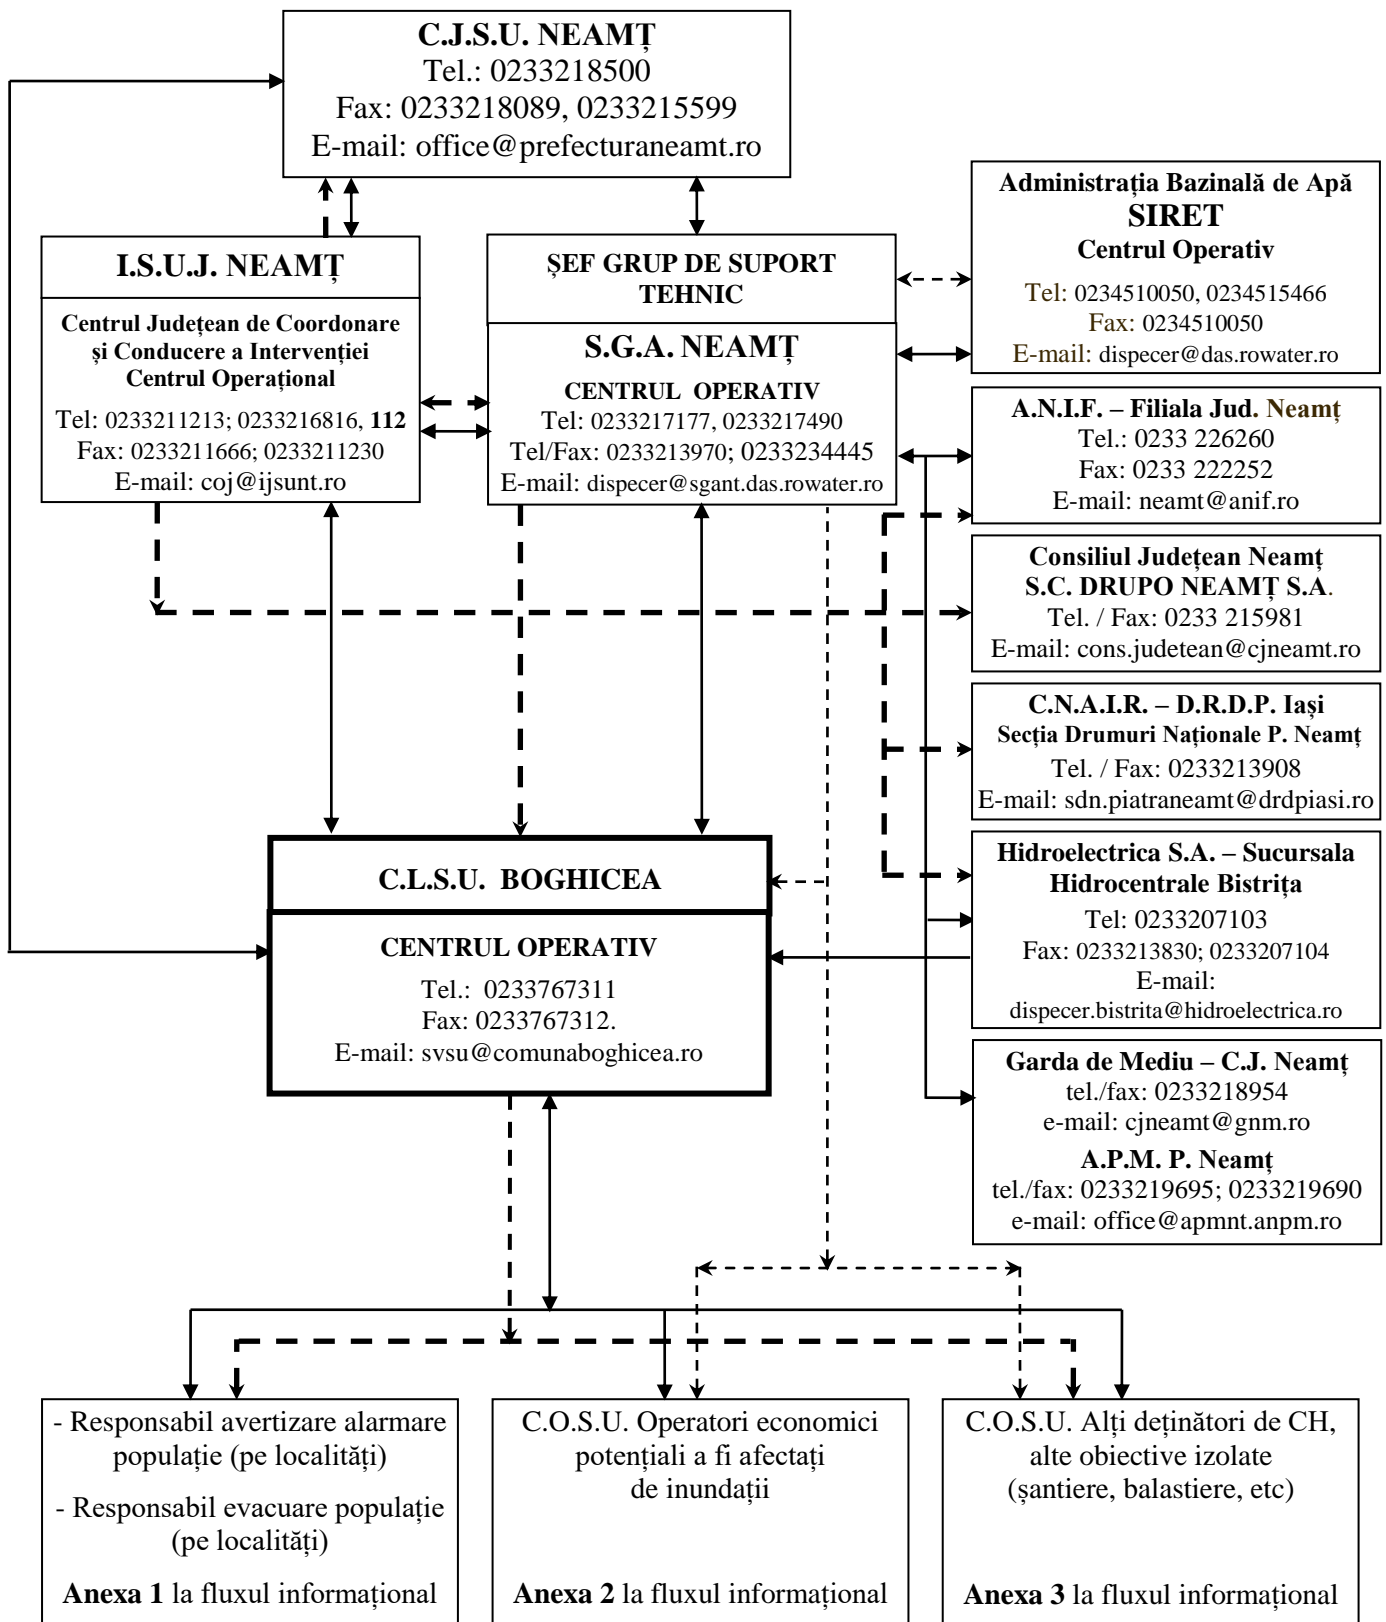 C.J.S.U. NEAMȚ
Tel.: 0233218500
Fax: 0233218089, 0233215599
E-mail: office@prefecturaneamt.ro
I.S.U.J. NEAMȚ
Centrul Județean de Coordonare
și Conducere a Intervenției
Centrul Operațional
Tel: 0233211213; 0233216816, 112
Fax: 0233211666; 0233211230
E-mail: coj@ijsunt.ro
ȘEF GRUP DE SUPORT
TEHNIC
S.G.A. NEAMȚ
CENTRUL OPERATIV
Tel: 0233217177, 0233217490
Tel/Fax: 0233213970; 0233234445
E-mail: dispecer@sgant.das.rowater.ro
Administrația Bazinală de Apă
SIRET
Centrul Operativ
Tel: 0234510050, 0234515466
Fax: 0234510050
E-mail: dispecer@das.rowater.ro
A.N.I.F. – Filiala Jud. Neamț
Tel.: 0233 226260
Fax: 0233 222252
E-mail: neamt@anif.ro
Consiliul Județean Neamț
S.C. DRUPO NEAMȚ S.A.
Tel. / Fax: 0233 215981
E-mail: cons.judetean@cjneamt.ro
C.N.A.I.R. – D.R.D.P. Iași
Secția Drumuri Naționale P. Neamț
Tel. / Fax: 0233213908
E-mail: sdn.piatraneamt@drdpiasi.ro
Hidroelectrica S.A. – Sucursala
Hidrocentrale Bistrița
Tel: 0233207103
Fax: 0233213830; 0233207104
E-mail:
dispecer.bistrita@hidroelectrica.ro
Garda de Mediu – C.J. Neamț
tel./fax: 0233218954
e-mail: cjneamt@gnm.ro
A.P.M. P. Neamț
tel./fax: 0233219695; 0233219690
e-mail: office@apmnt.anpm.ro
C.L.S.U. BOGHICEA
CENTRUL OPERATIV
Tel.: 0233767311
Fax: 0233767312.
E-mail: svsu@comunaboghicea.ro
- Responsabil avertizare alarmare
populație (pe localități)
- Responsabil evacuare populație
(pe localități)
Anexa 1 la fluxul informațional
C.O.S.U. Operatori economici
potențiali a fi afectați
de inundații
Anexa 2 la fluxul informațional
C.O.S.U. Alți deținători de CH,
alte obiective izolate
(șantiere, balastiere, etc)
Anexa 3 la fluxul informațional